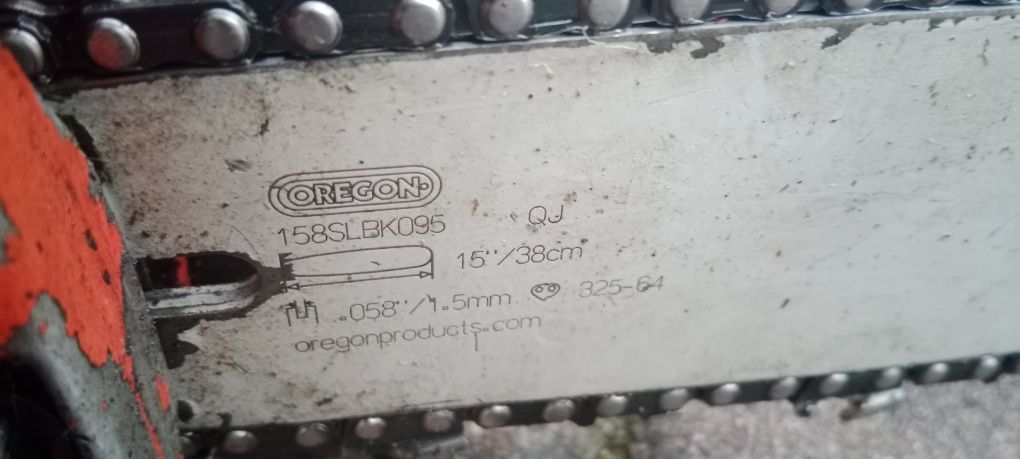 OREGON
158SLBK095 QJ
15"/38cm
.058"/1.5mm 325-64
oregonproducts.com